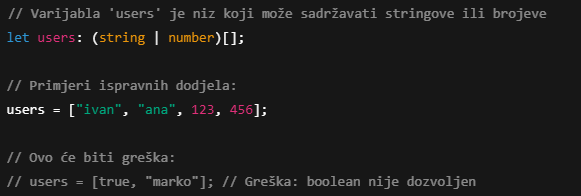 // Varijabla 'users' je niz koji može sadržavati stringove ili brojeve
let users: (string | number)[];
// Primjeri ispravnih dodjela:
users = ["ivan", "ana", 123, 456];
// Ovo će biti greška:
// users = [true, "marko"]; // Greška: boolean nije dozvoljen